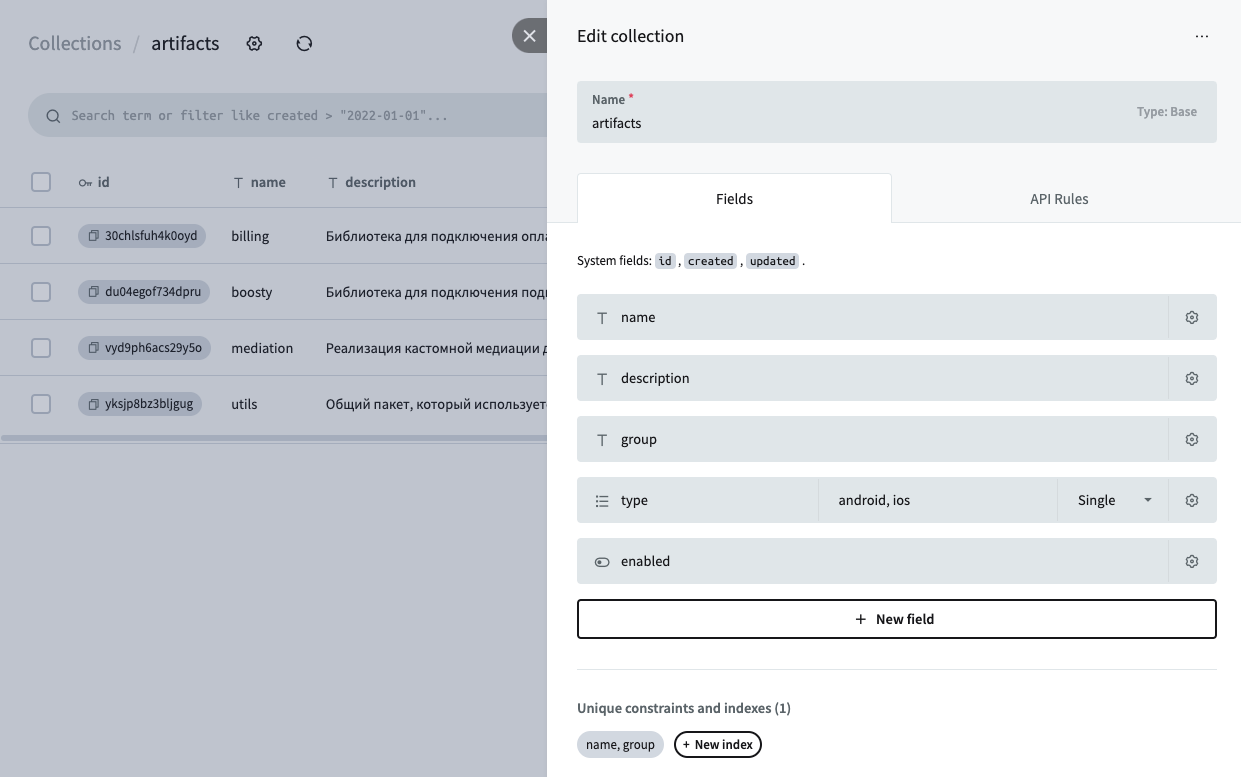 Collections / artifacts
Search term or filter like created > "2022-01-01"...
id name description
30chlsfuh4k0oyd billing Библиотека для подключения
du04egof734dpru boosty Библиотека для подключения
vyd9ph6acs29y5o mediation Реализация кастомной медиации
yksjp8bz3bljgug utils Общий пакет, который
Edit collection
Name *
artifacts
Type: Base
Fields
API Rules
System fields: id , created , updated .
name
description
group
type android, ios Single
enabled
+ New field
Unique constraints and indexes (1)
name, group
+ New index